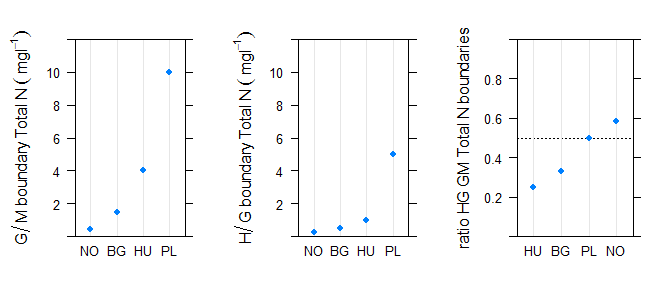 G/M boundary Total N ( mgl⁻¹)
10
8
6
4
2
NO BG HU PL
H/G boundary Total N ( mgl⁻¹)
10
8
6
4
2
NO BG HU PL
ratio HG GM Total N boundaries
0.8
0.6
0.4
0.2
HU BG PL NO